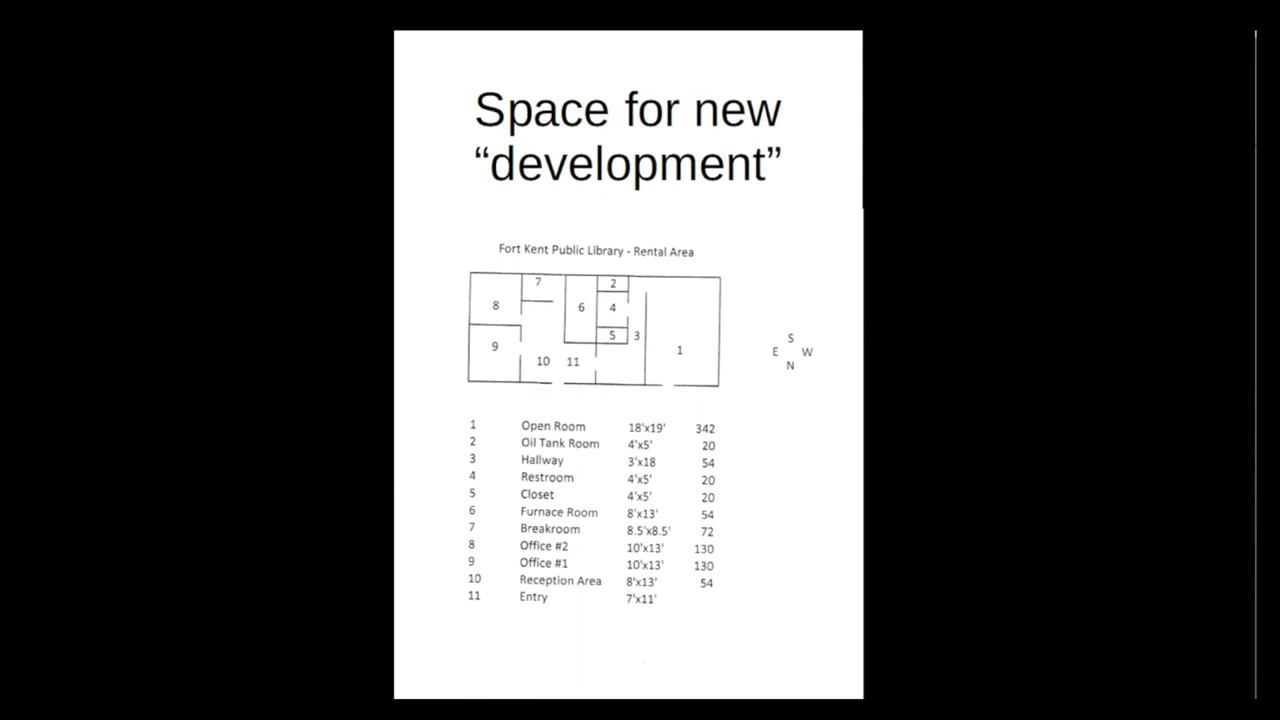 Space for new
“development”
Fort Kent Public Library - Rental Area
7
2
8
6
4
5
3
9
1
10
11
S
E
W
N
1 Open Room 18'x19' 342
2 Oil Tank Room 4'x5' 20
3 Hallway 3'x18 54
4 Restroom 4'x5' 20
5 Closet 4'x5' 20
6 Furnace Room 8'x13' 54
7 Breakroom 8.5'x8.5' 72
8 Office #2 10'x13' 130
9 Office #1 10'x13' 130
10 Reception Area 8'x13' 54
11 Entry 7'x11'